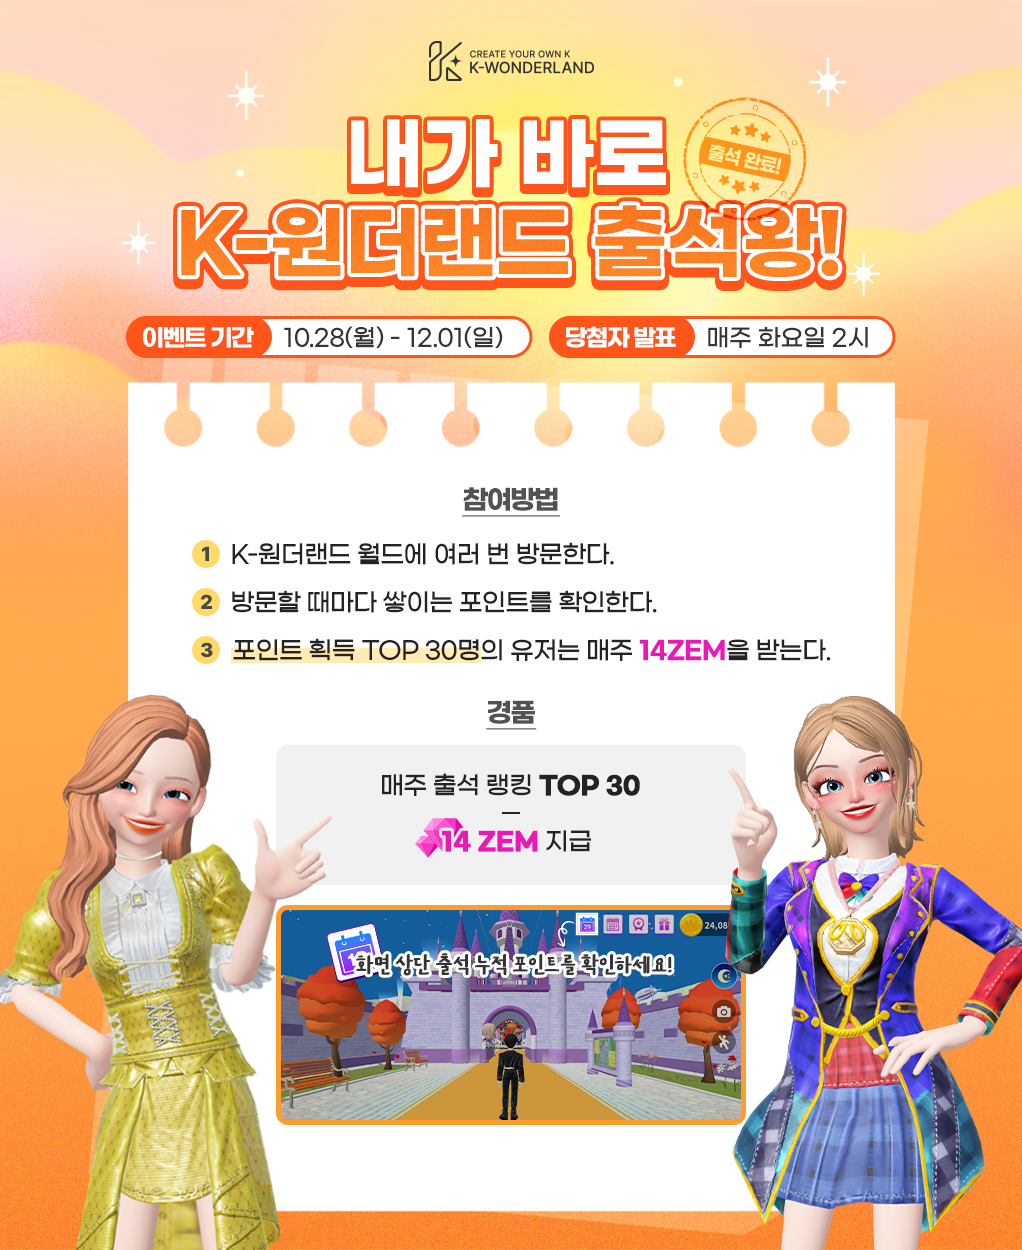 CREATE YOUR OWN K
K-WONDERLAND
내가 바로
출석 완료!
K-원더랜드 출석왕!
이벤트 기간 10.28(월) - 12.01(일)
당첨자 발표 매주 화요일 2시
참여방법
1 K-원더랜드 월드에 여러 번 방문한다.
2 방문할 때마다 쌓이는 포인트를 확인한다.
3 포인트 획득 TOP 30명의 유저는 매주 14ZEM을 받는다.
경품
매주 출석 랭킹 TOP 30
14 ZEM 지급
24,08
화면 상단 출석 누적 포인트를 확인하세요!